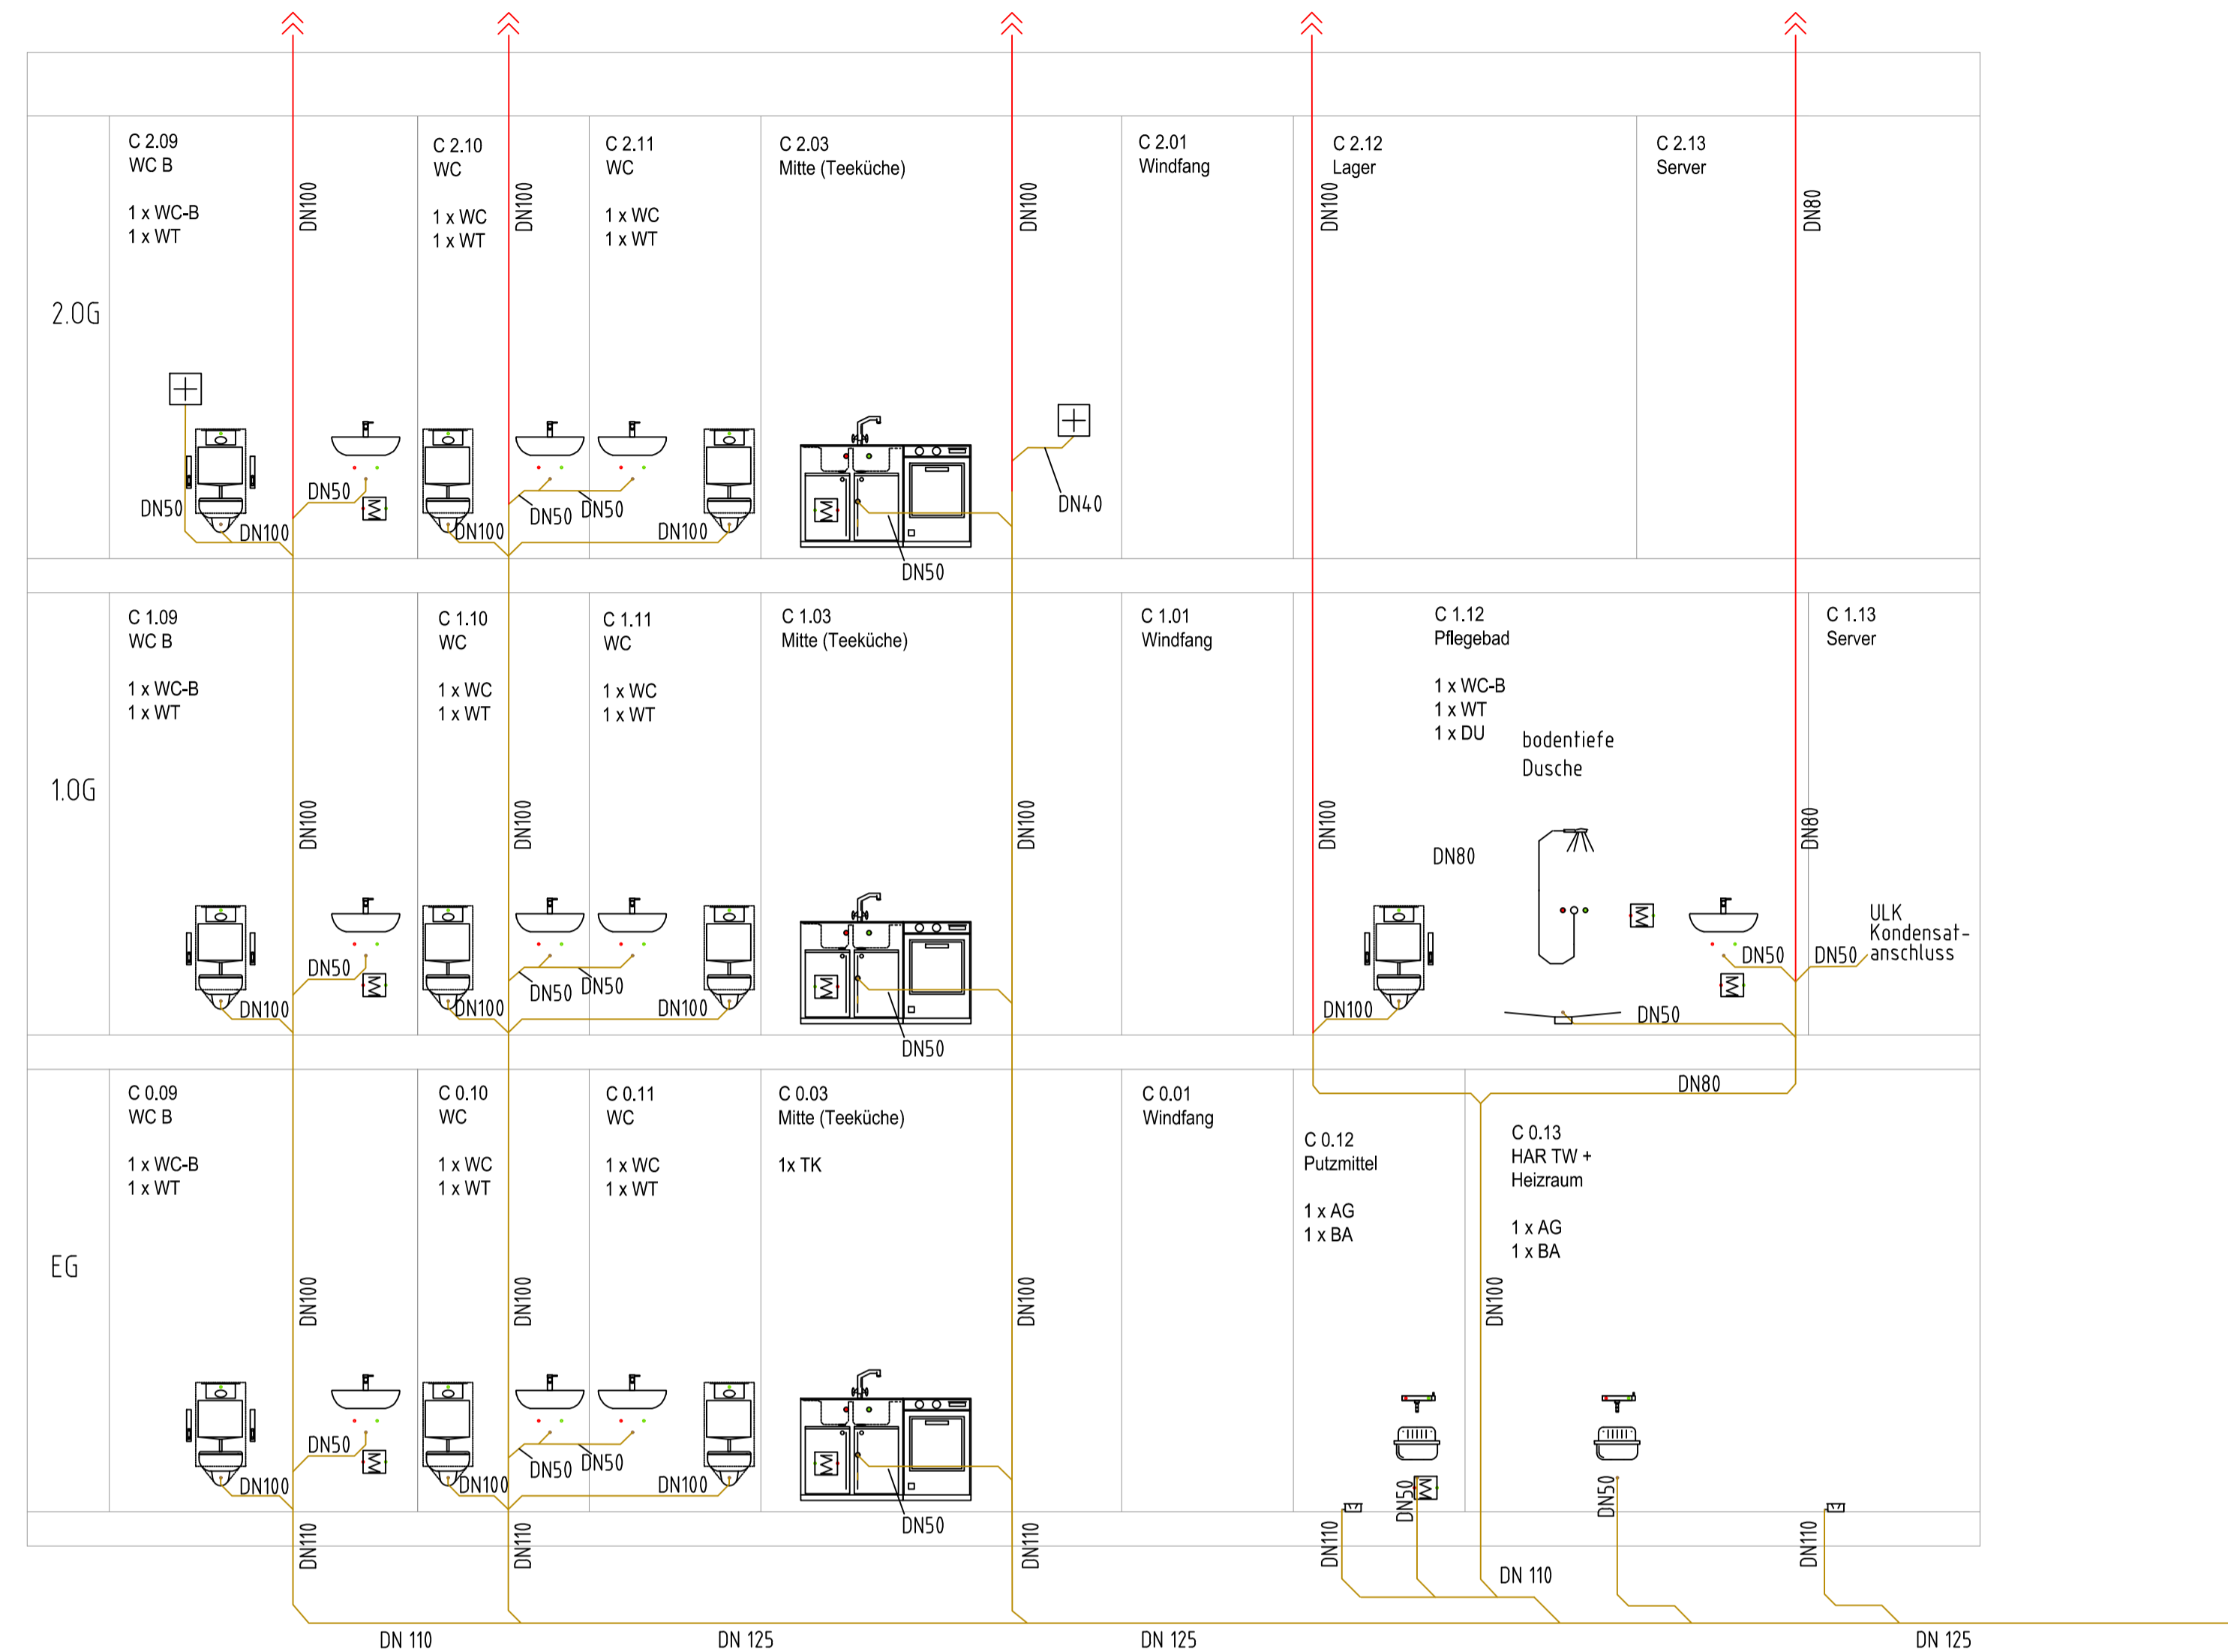 C 2.09
WC B
1 x WC-B
1 x WT
DN100
C 2.10
WC
1 x WC
1 x WT
DN100
C 2.11
WC
1 x WC
1 x WT
C 2.03
Mitte (Teeküche)
DN100
C 2.01
Windfang
C 2.12
Lager
DN100
C 2.13
Server
DN80
2.OG
DN50
DN100
DN50
DN100
DN50
DN50
DN100
DN50
DN40
C 1.09
WC B
1 x WC-B
1 x WT
DN100
C 1.10
WC
1 x WC
1 x WT
DN100
C 1.11
WC
1 x WC
1 x WT
C 1.03
Mitte (Teeküche)
DN100
C 1.01
Windfang
DN100
C 1.12
Pflegebad
1 x WC-B
1 x WT
1 x DU
bodentiefe
Dusche
DN80
DN80
C 1.13
Server
1.OG
DN50
DN100
DN100
DN50
DN50
DN100
DN50
DN100
DN50
DN50
DN50
ULK
Kondensat-
anschluss
DN80
C 0.09
WC B
1 x WC-B
1 x WT
DN100
C 0.10
WC
1 x WC
1 x WT
DN100
C 0.11
WC
1 x WC
1 x WT
C 0.03
Mitte (Teeküche)
1x TK
DN100
C 0.01
Windfang
C 0.12
Putzmittel
1 x AG
1 x BA
C 0.13
HAR TW +
Heizraum
1 x AG
1 x BA
DN100
EG
DN50
DN100
DN100
DN50
DN50
DN100
DN50
DN50
DN50
DN110
DN110
DN110
DN110
DN110
DN 110
DN 110
DN 125
DN 125
DN 125